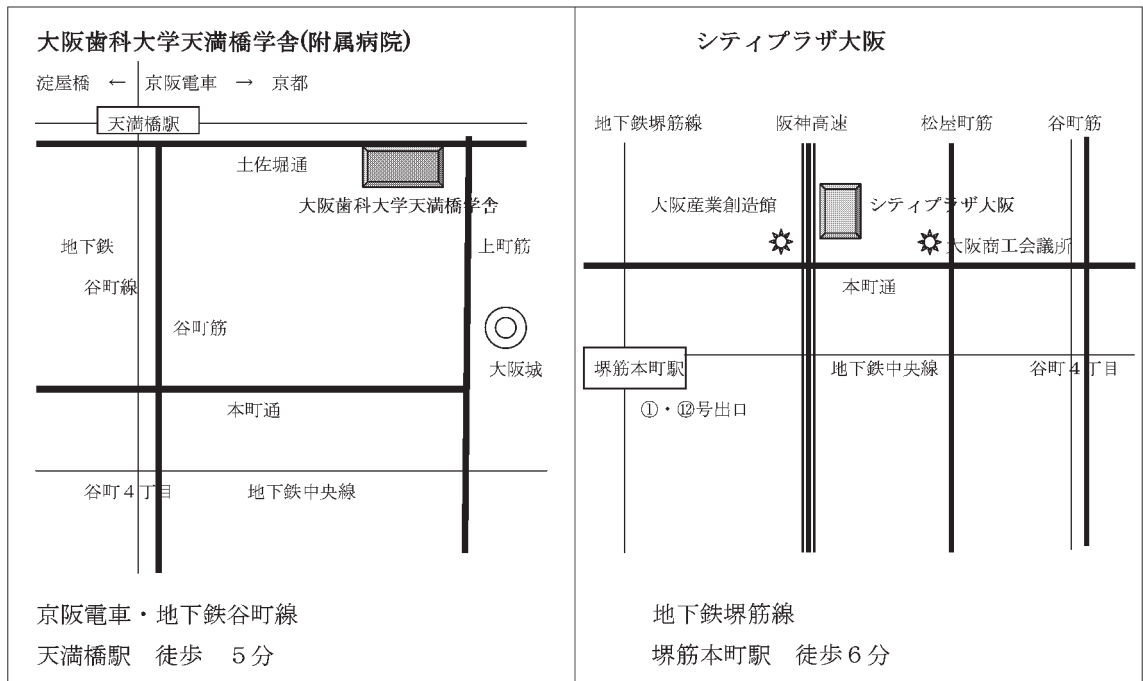 大阪歯科大学天満橋学舎(附属病院)
淀屋橋 ← 京阪電車 → 京都
天満橋駅
土佐堀通
大阪歯科大学天満橋学舎
地下鉄
谷町線
上町筋
谷町筋
大阪城
本町通
谷町４丁目
地下鉄中央線
京阪電車・地下鉄谷町線
天満橋駅 徒歩 ５分
シティプラザ大阪
地下鉄堺筋線
阪神高速
松屋町筋
谷町筋
大阪産業創造館
シティプラザ大阪
大阪商工会議所
本町通
堺筋本町駅
地下鉄中央線
谷町４丁目
①・⑫号出口
地下鉄堺筋線
堺筋本町駅 徒歩６分